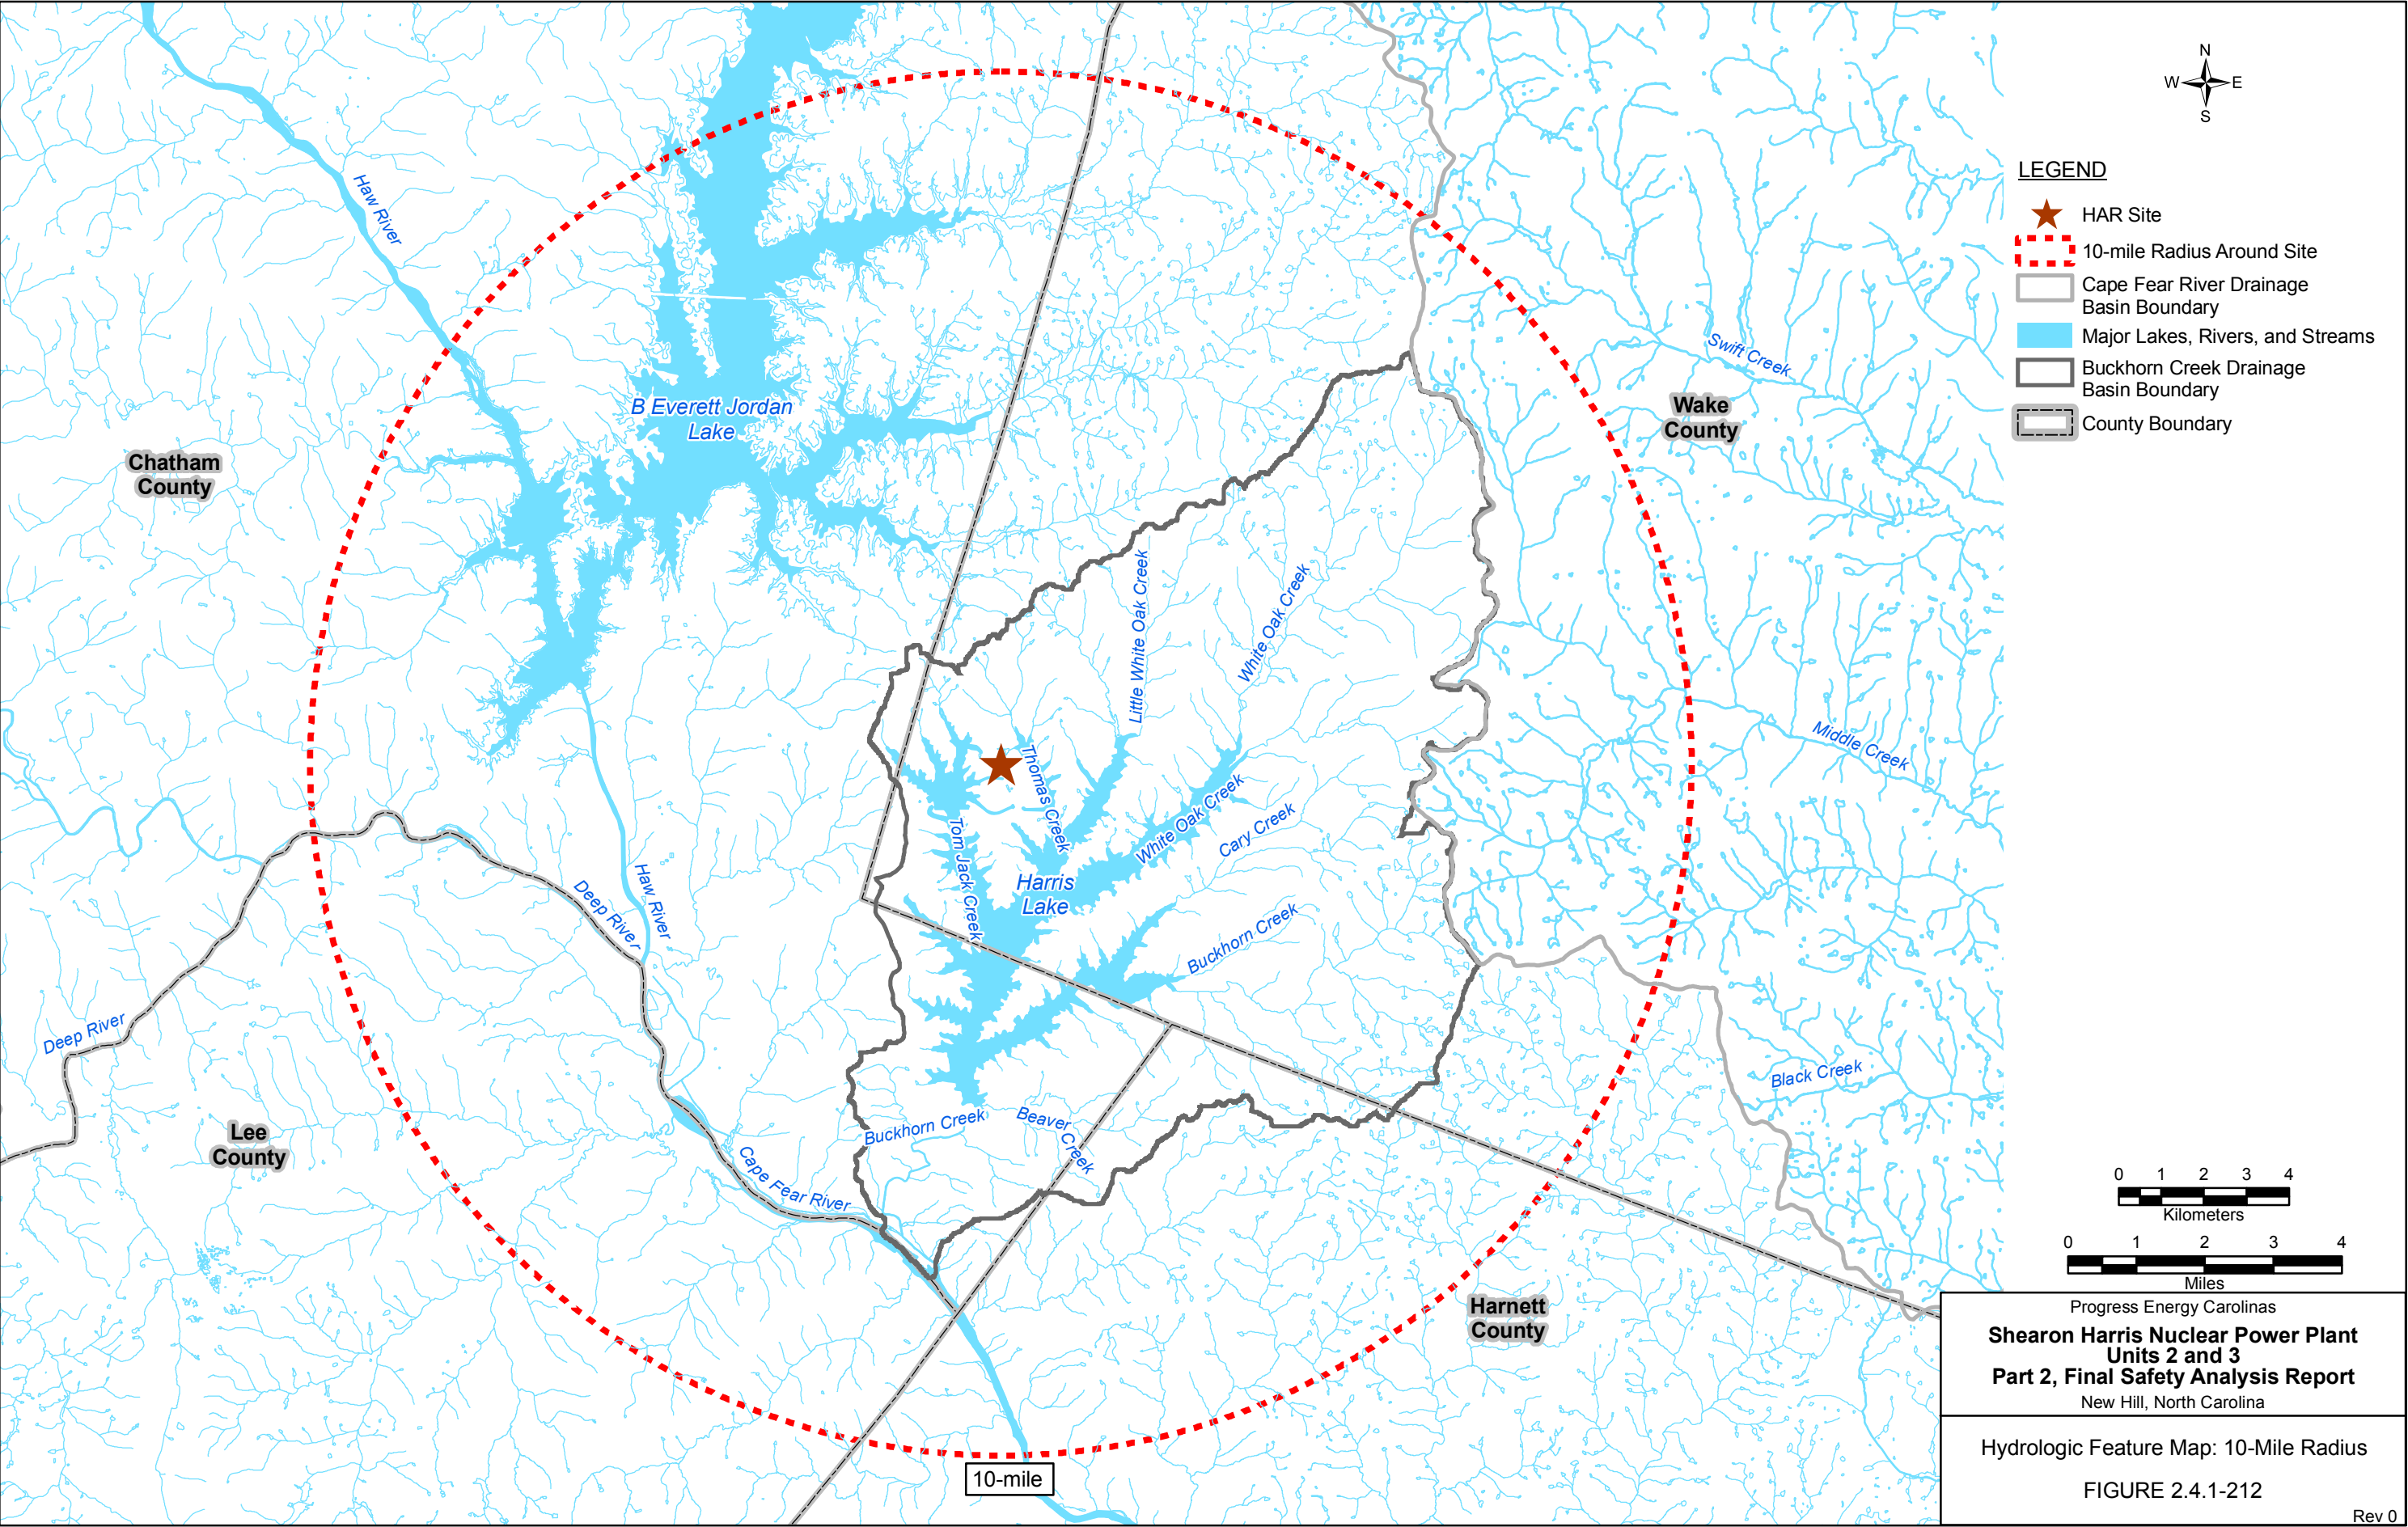 N
W
E
S
LEGEND
HAR Site
10-mile Radius Around Site
Cape Fear River Drainage
Basin Boundary
Major Lakes, Rivers, and Streams
Buckhorn Creek Drainage
Basin Boundary
County Boundary
Haw River
B Everett Jordan
Lake
Chatham
County
Wake
County
Swift Creek
Little White Oak Creek
White Oak Creek
Middle Creek
Thomas Creek
White Oak Creek
Cary Creek
Tom Jack Creek
Harris
Lake
Haw River
Deep River
Buckhorn Creek
Deep River
Black Creek
Lee
County
Buckhorn Creek
Beaver
Creek
Cape Fear River
Harnett
County
10-mile
0 1 2 3 4
Kilometers
0 1 2 3 4
Miles
Progress Energy Carolinas
Shearon Harris Nuclear Power Plant
Units 2 and 3
Part 2, Final Safety Analysis Report
New Hill, North Carolina
Hydrologic Feature Map: 10-Mile Radius
FIGURE 2.4.1-212
Rev 0